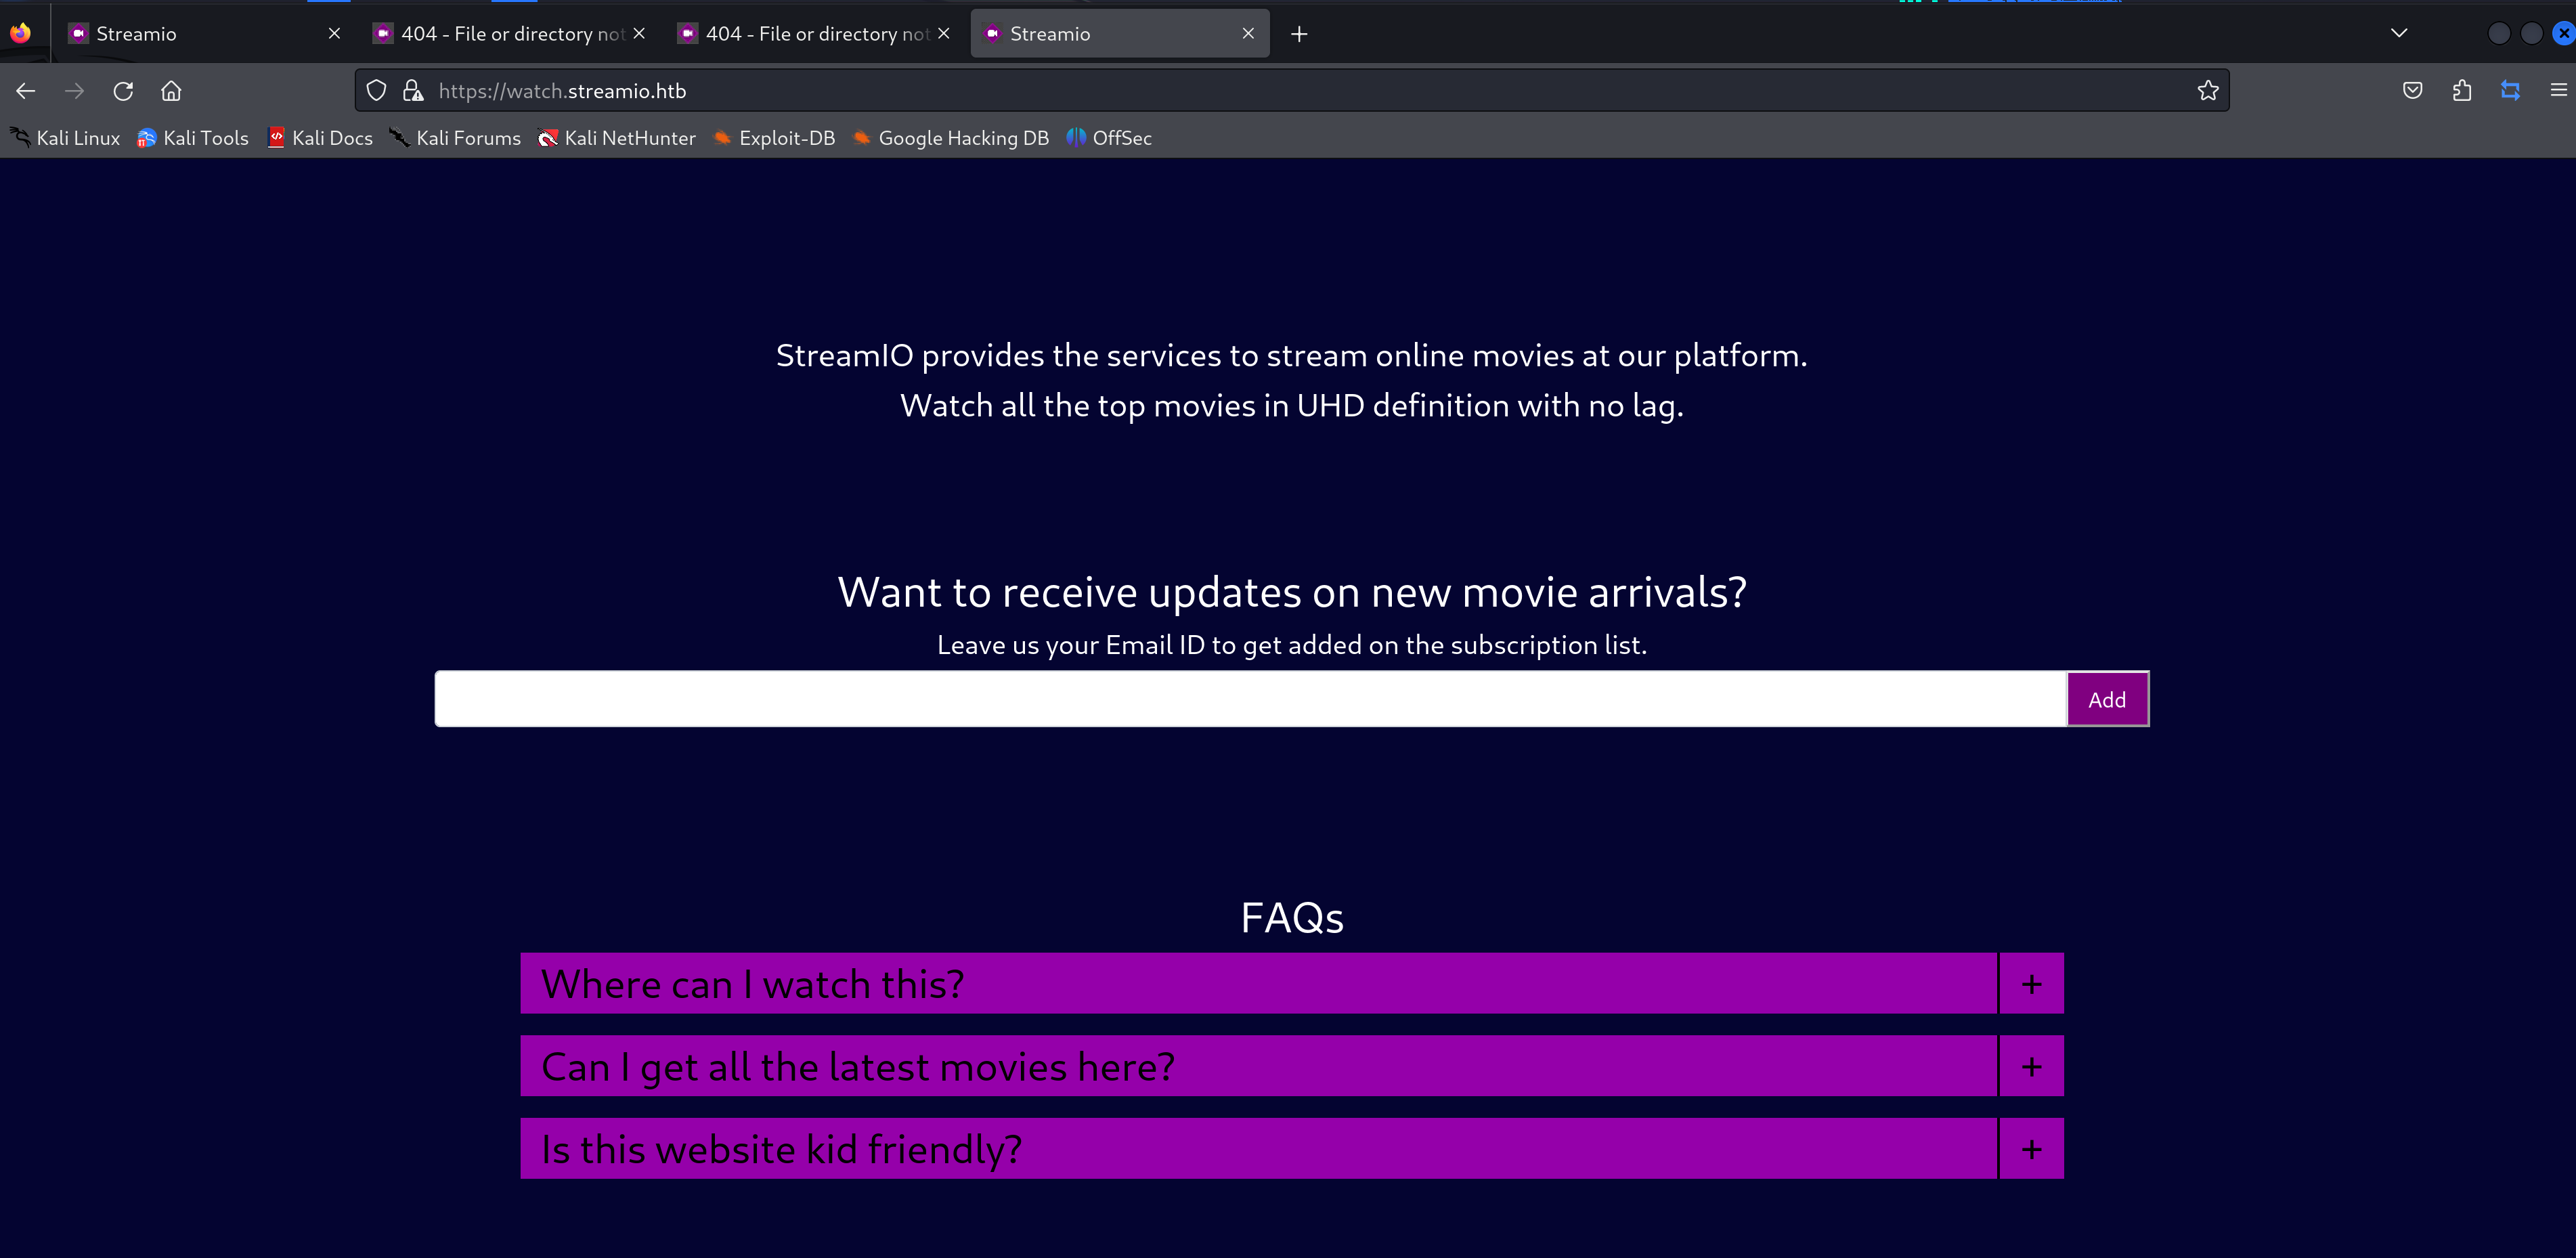 Streamio
404 - File or directory not
404 - File or directory not
Streamio
https://watch.streamio.htb
Kali Linux
Kali Tools
Kali Docs
Kali Forums
Kali NetHunter
Exploit-DB
Google Hacking DB
OffSec
StreamIO provides the services to stream online movies at our platform.
Watch all the top movies in UHD definition with no lag.
Want to receive updates on new movie arrivals?
Leave us your Email ID to get added on the subscription list.
Add
FAQs
Where can I watch this? +
Can I get all the latest movies here? +
Is this website kid friendly? +